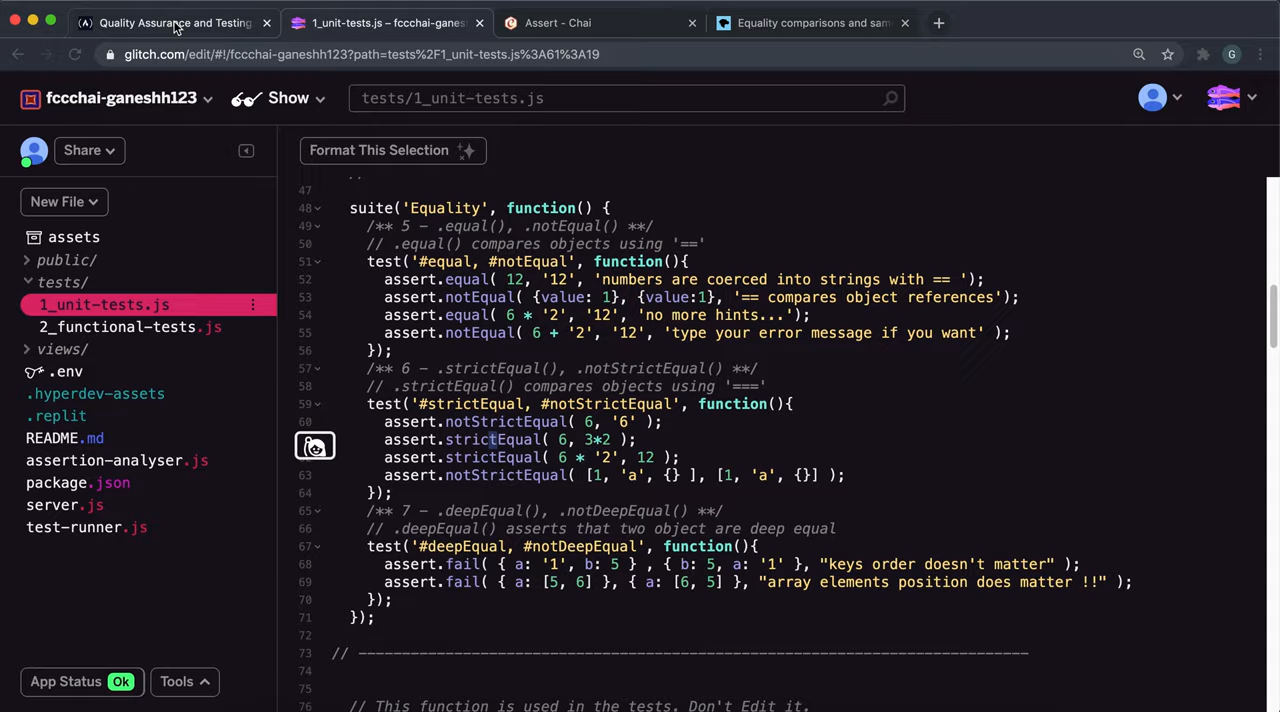 Quality Assurance and Testing
1_unit-tests.js – fccchai-ganesh
Assert - Chai
Equality comparisons and sam
glitch.com/edit/#!/fccchai-ganeshh123?path=tests%2F1_unit-tests.js%3A61%3A19
G
fccchai-ganeshh123
Show
tests/1_unit-tests.js
Share
Format This Selection
New File
assets
public/
tests/
1_unit-tests.js
2_functional-tests.js
views/
.env
.hyperdev-assets
.replit
README.md
assertion-analyser.js
package.json
server.js
test-runner.js
App Status Ok
Tools
47
48 suite('Equality', function() {
49 /** 5 - .equal(), .notEqual() **/
50 // .equal() compares objects using '=='
51 test('#equal, #notEqual', function(){
52 assert.equal( 12, '12', 'numbers are coerced into strings with == ');
53 assert.notEqual( {value: 1}, {value:1}, '== compares object references');
54 assert.equal( 6 * '2', '12', 'no more hints...');
55 assert.notEqual( 6 + '2', '12', 'type your error message if you want' );
56 });
57 /** 6 - .strictEqual(), .notStrictEqual() **/
58 // .strictEqual() compares objects using '==='
59 test('#strictEqual, #notStrictEqual', function(){
60 assert.notStrictEqual( 6, '6' );
assert.strictEqual( 6, 3*2 );
assert.strictEqual( 6 * '2', 12 );
63 assert.notStrictEqual( [1, 'a', {} ], [1, 'a', {}] );
64 });
65 /** 7 - .deepEqual(), .notDeepEqual() **/
66 // .deepEqual() asserts that two object are deep equal
67 test('#deepEqual, #notDeepEqual', function(){
68 assert.fail( { a: '1', b: 5 } , { b: 5, a: '1' }, "keys order doesn't matter" );
69 assert.fail( { a: [5, 6] }, { a: [6, 5] }, "array elements position does matter !!" );
70 });
71 });
72
73 // -----------------------------------------------------------------------------
74
75
76 // This function is used in the tests. Don't Edit it.